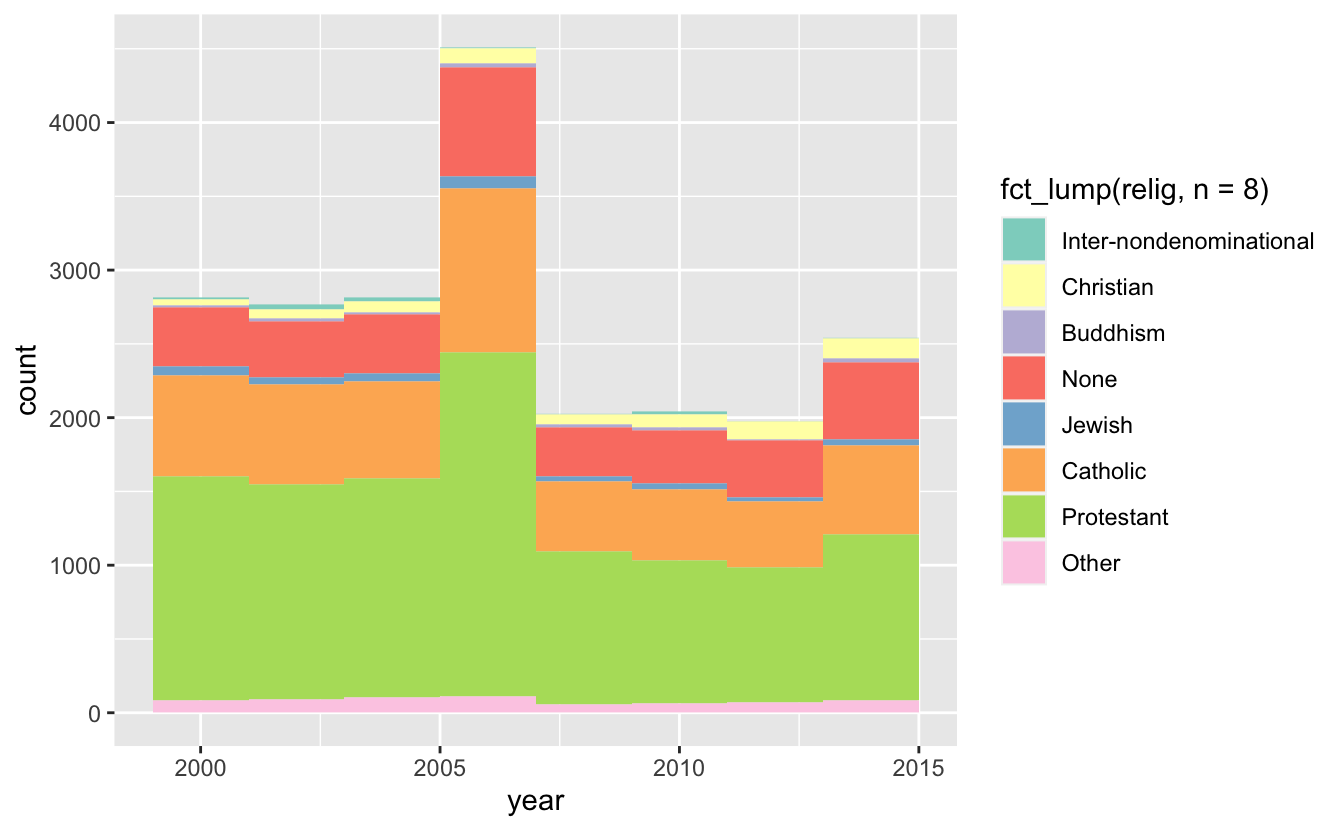 4000
3000
2000
1000
0
count
2000 2005 2010 2015
year
fct_lump(relig, n = 8)
Inter-nondenominational
Christian
Buddhism
None
Jewish
Catholic
Protestant
Other